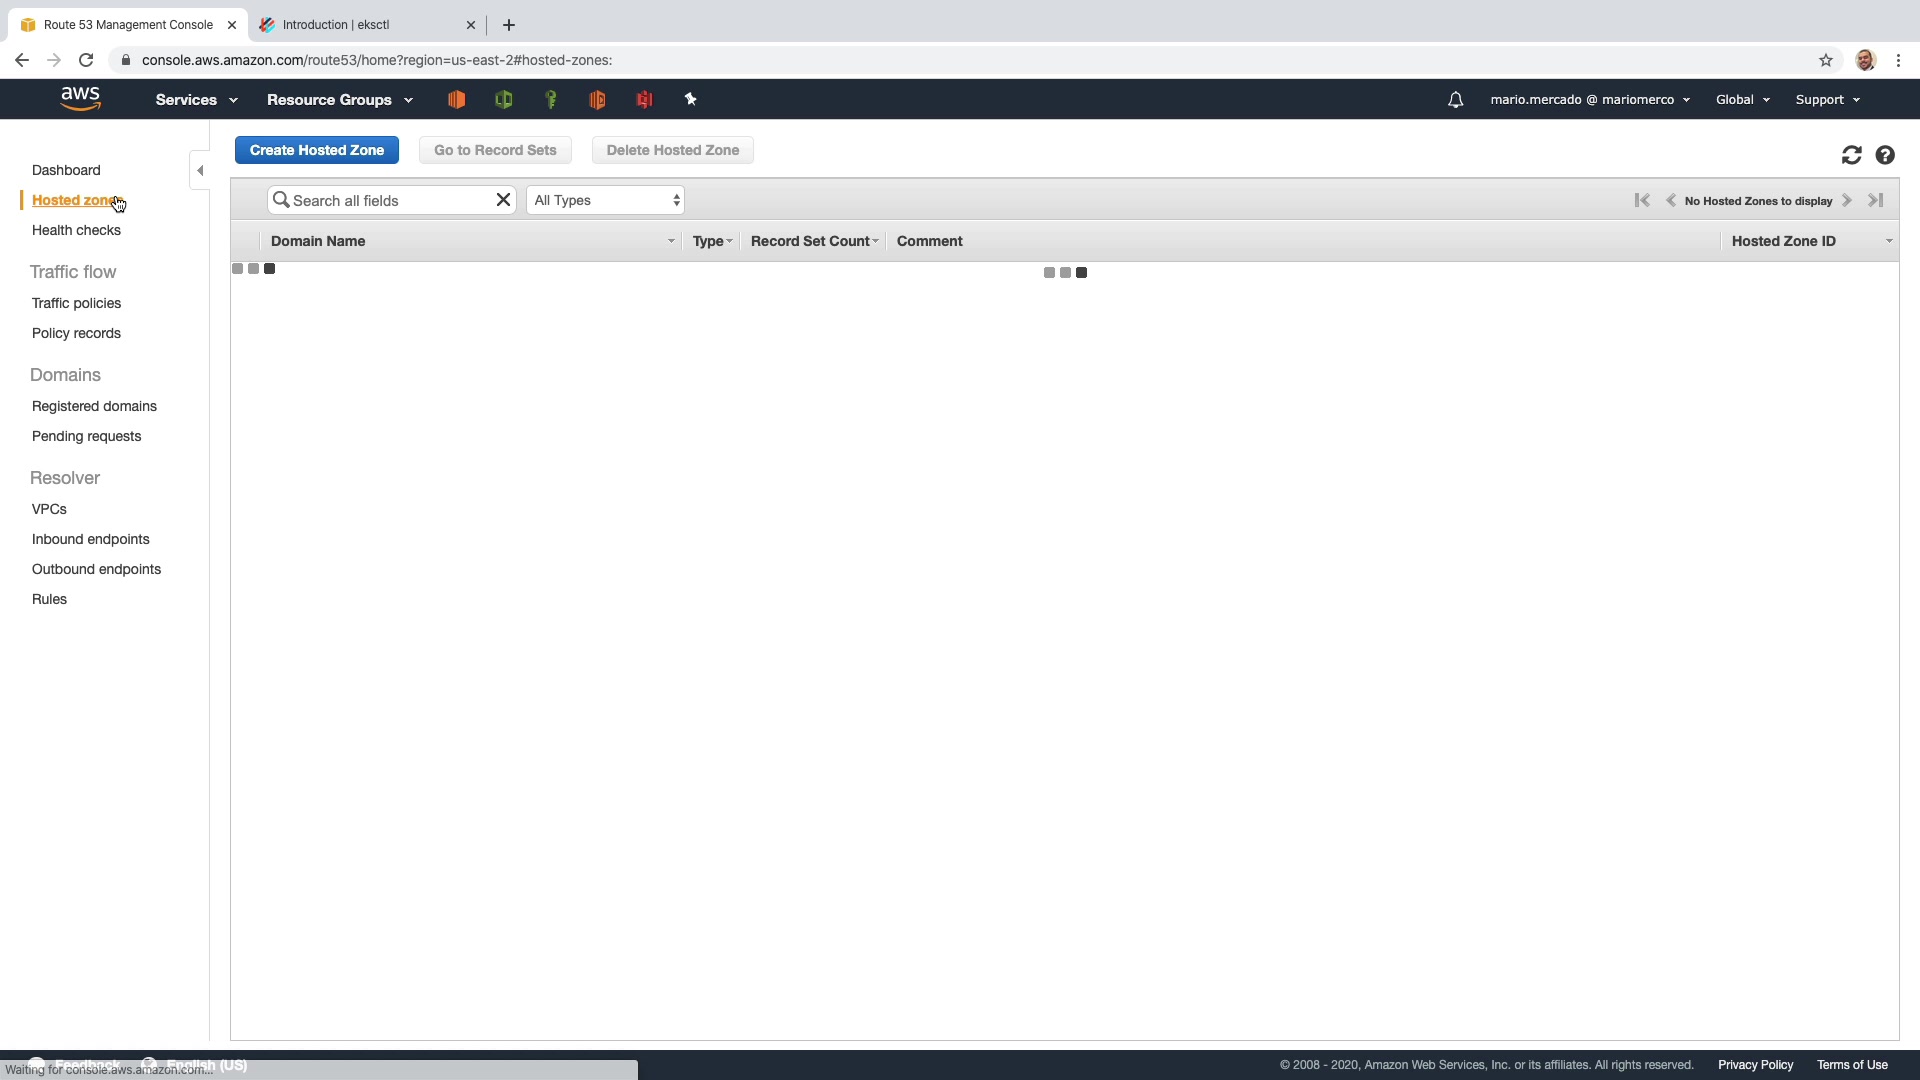 Route 53 Management Console
Introduction | eksctl
console.aws.amazon.com/route53/home?region=us-east-2#hosted-zones:
aws
Services
Resource Groups
mario.mercado @ mariomerco
Global
Support
Dashboard
Hosted zones
Health checks
Traffic flow
Traffic policies
Policy records
Domains
Registered domains
Pending requests
Resolver
VPCs
Inbound endpoints
Outbound endpoints
Rules
Create Hosted Zone
Go to Record Sets
Delete Hosted Zone
Search all fields
All Types
No Hosted Zones to display
Domain Name
Type
Record Set Count
Comment
Hosted Zone ID
Feedback
English (US)
Waiting for console.aws.amazon.com...
© 2008 - 2020, Amazon Web Services, Inc. or its affiliates. All rights reserved.
Privacy Policy
Terms of Use